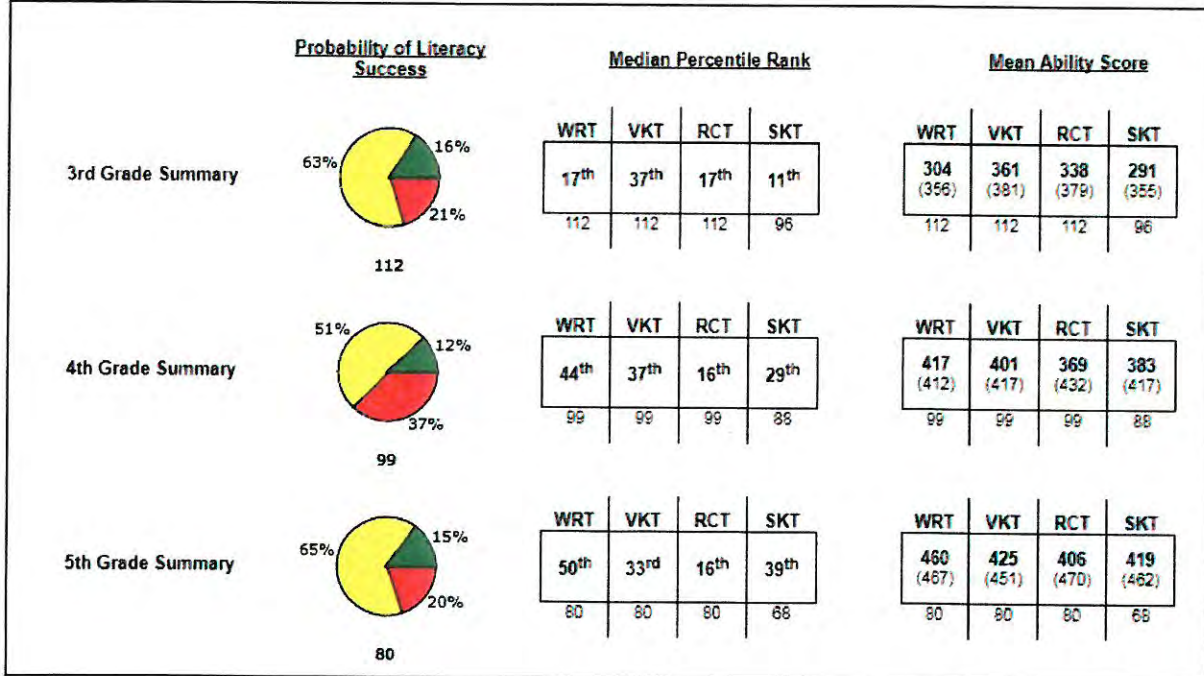 Probability of Literacy
Success
Median Percentile Rank
Mean Ability Score
3rd Grade Summary
63%
16%
21%
112
WRT VKT RCT SKT
17th 37th 17th 11th
112 112 112 96
WRT VKT RCT SKT
304 361 338 291
(356) (381) (379) (355)
112 112 112 96
4th Grade Summary
51%
12%
37%
99
WRT VKT RCT SKT
44th 37th 16th 29th
99 99 99 88
WRT VKT RCT SKT
417 401 369 383
(412) (417) (432) (417)
99 99 99 88
5th Grade Summary
65%
15%
20%
80
WRT VKT RCT SKT
50th 33rd 16th 39th
80 80 80 68
WRT VKT RCT SKT
460 425 406 419
(467) (451) (470) (462)
80 80 80 68